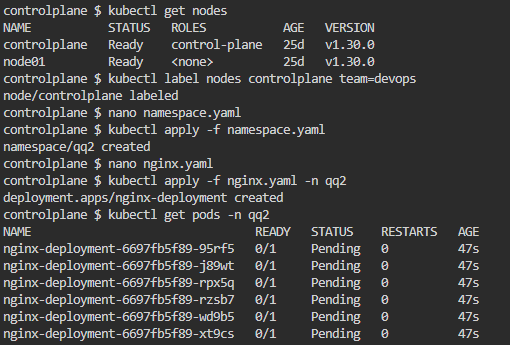 controlplane $ kubectl get nodes
NAME STATUS ROLES AGE VERSION
controlplane Ready control-plane 25d v1.30.0
node01 Ready <none> 25d v1.30.0
controlplane $ kubectl label nodes controlplane team=devops
node/controlplane labeled
controlplane $ nano namespace.yaml
controlplane $ kubectl apply -f namespace.yaml
namespace/qq2 created
controlplane $ nano nginx.yaml
controlplane $ kubectl apply -f nginx.yaml -n qq2
deployment.apps/nginx-deployment created
controlplane $ kubectl get pods -n qq2
NAME READY STATUS RESTARTS AGE
nginx-deployment-6697fb5f89-95rf5 0/1 Pending 0 47s
nginx-deployment-6697fb5f89-j89wt 0/1 Pending 0 47s
nginx-deployment-6697fb5f89-rpx5q 0/1 Pending 0 47s
nginx-deployment-6697fb5f89-rzsb7 0/1 Pending 0 47s
nginx-deployment-6697fb5f89-wd9b5 0/1 Pending 0 47s
nginx-deployment-6697fb5f89-xt9cs 0/1 Pending 0 47s